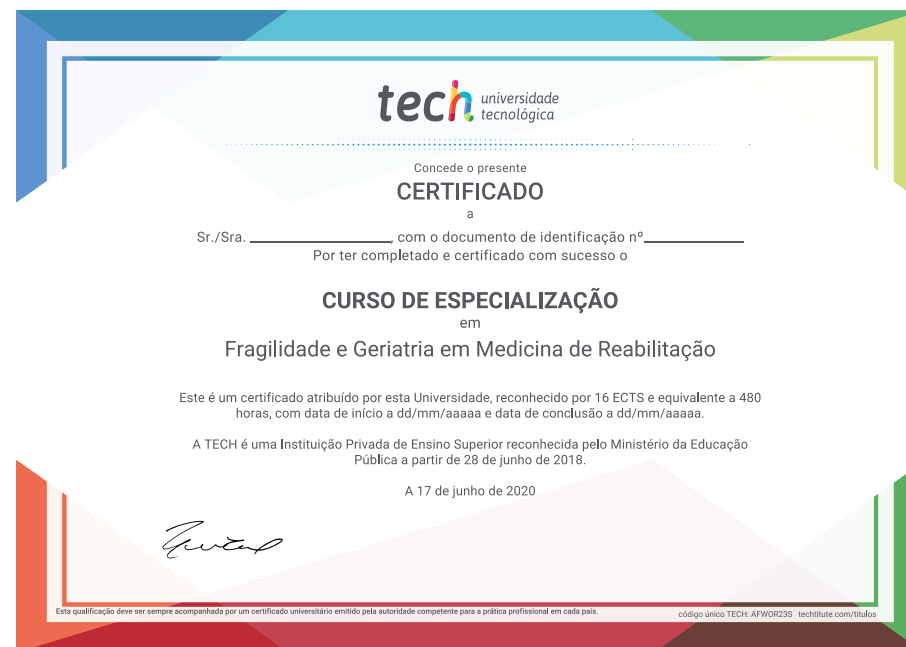 tech universidade
tecnológica
Concede o presente
CERTIFICADO
a
Sr./Sra. ____________, com o documento de identificação nº________
Por ter completado e certificado com sucesso o
CURSO DE ESPECIALIZAÇÃO
em
Fragilidade e Geriatria em Medicina de Reabilitação
Este é um certificado atribuído por esta Universidade, reconhecido por 16 ECTS e equivalente a 480
horas, com data de início a dd/mm/aaaaa e data de conclusão a dd/mm/aaaaa.
A TECH é uma Instituição Privada de Ensino Superior reconhecida pelo Ministério da Educação
Pública a partir de 28 de junho de 2018.
A 17 de junho de 2020
Esta qualificação deve ser sempre acompanhada por um certificado universitário emitido pela autoridade competente para a prática profissional em cada país.
código único TECH: AFWOR23S techtitute.com/titulos